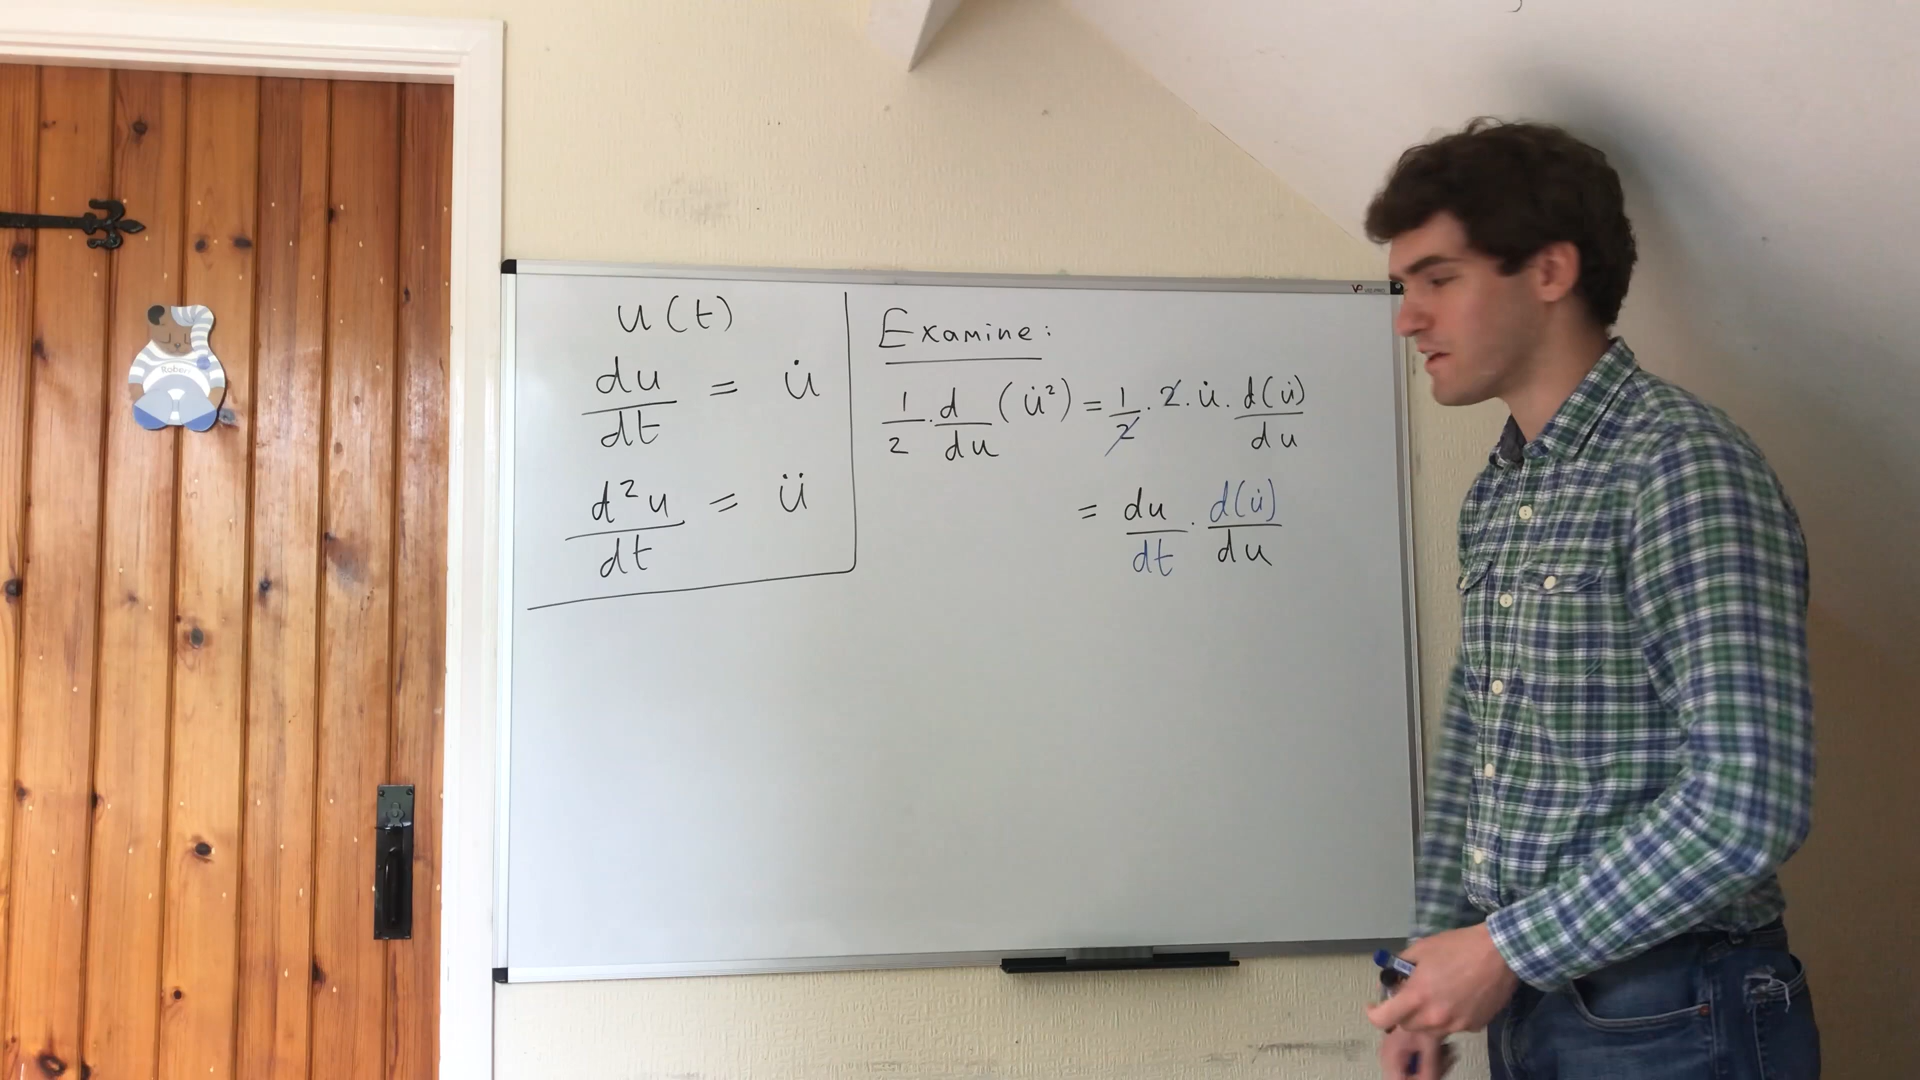 Robert
u(t)
du/dt = u̇
d²u/dt = ü
Examine:
1/2 · d/du (u̇²) = 1/2 · 2 · u̇ · d(u̇)/du
= du/dt · d(u̇)/du